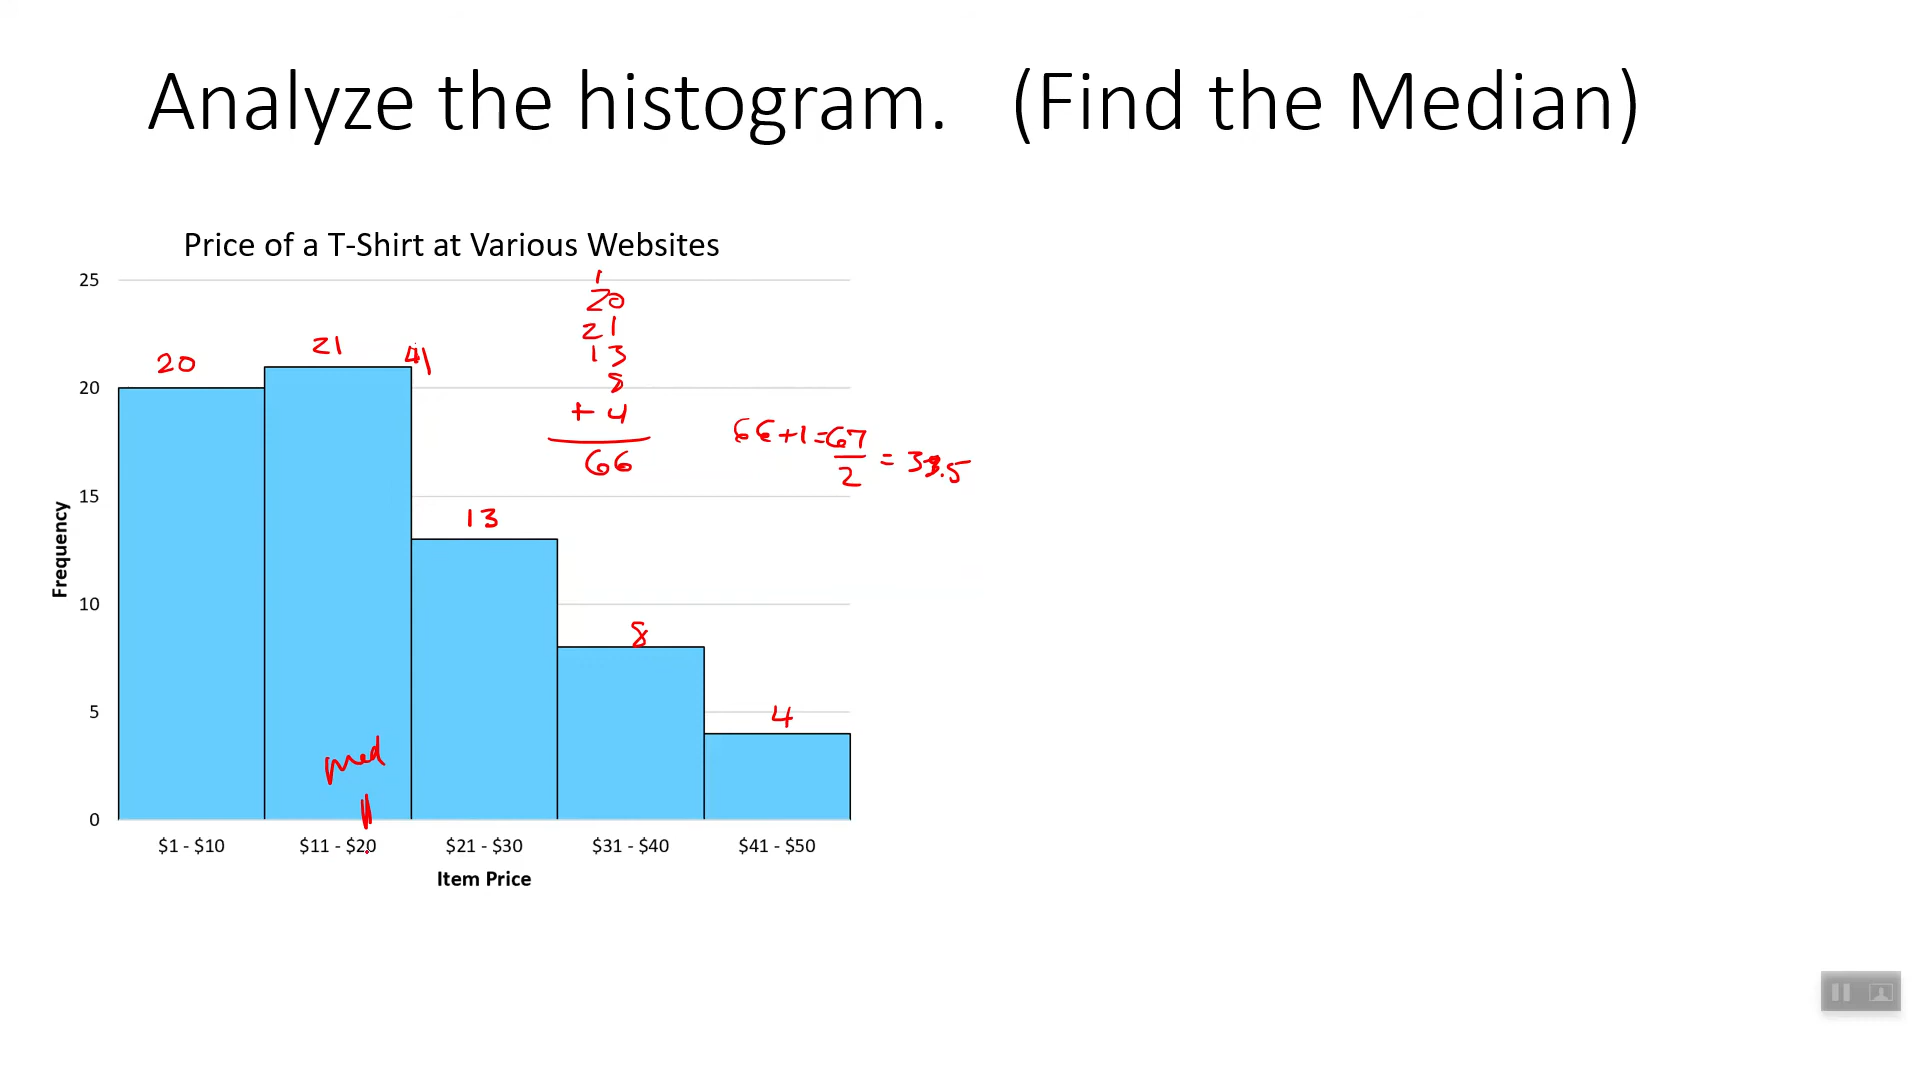 Analyze the histogram. (Find the Median)
Price of a T-Shirt at Various Websites
25
20
15
10
5
0
Frequency
20
21
41
13
8
4
1
20
21
13
8
+ 4
66
66+1=67
2
= 33.5
med
$1 - $10
$11 - $20
$21 - $30
$31 - $40
$41 - $50
Item Price